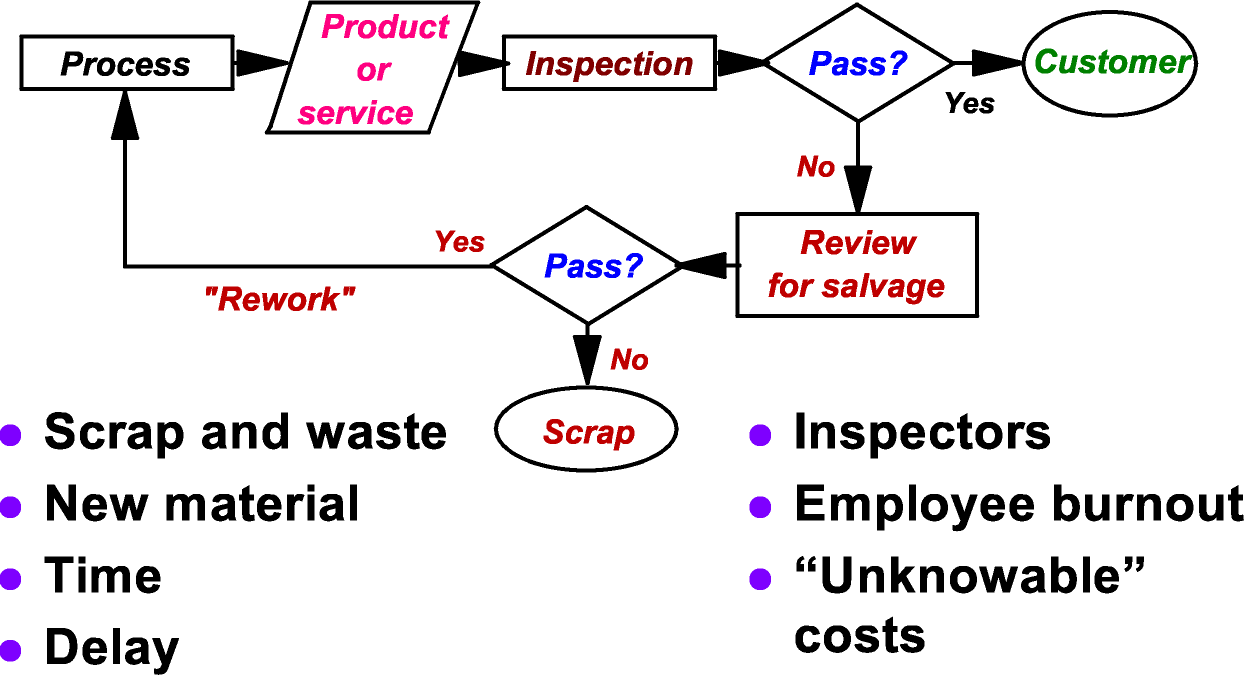 Process
Product
or
service
Inspection
Pass?
Yes
Customer
No
Review
for salvage
Pass?
Yes
"Rework"
No
Scrap
Scrap and waste
New material
Time
Delay
Inspectors
Employee burnout
“Unknowable”
costs